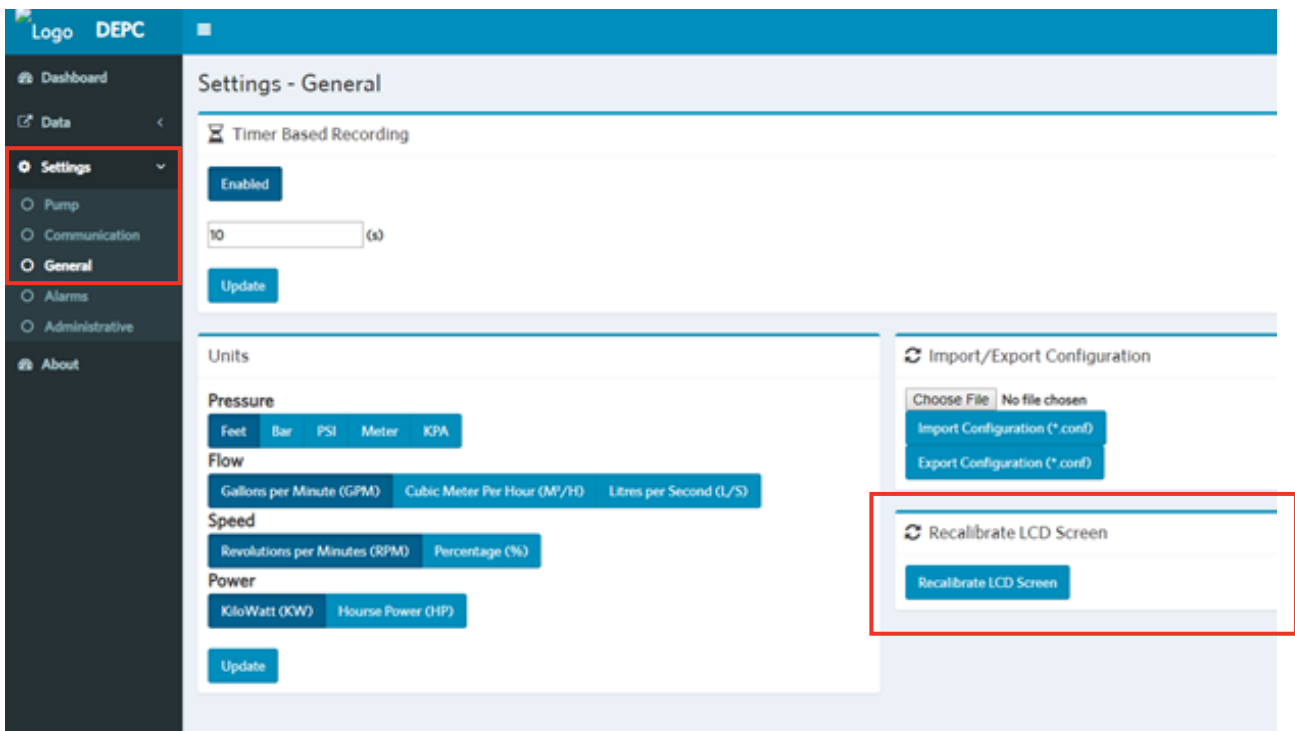 Logo DEPC
Dashboard
Data
Settings
Pump
Communication
General
Alarms
Administrative
About
Settings - General
Timer Based Recording
Enabled
10 (s)
Update
Units
Pressure
Feet Bar PSI Meter KPA
Flow
Gallons per Minute (GPM) Cubic Meter Per Hour (M³/H) Litres per Second (L/S)
Speed
Revolutions per Minutes (RPM) Percentage (%)
Power
KiloWatt (KW) Hourse Power (HP)
Update
Import/Export Configuration
Choose File No file chosen
Import Configuration (*.conf)
Export Configuration (*.conf)
Recalibrate LCD Screen
Recalibrate LCD Screen